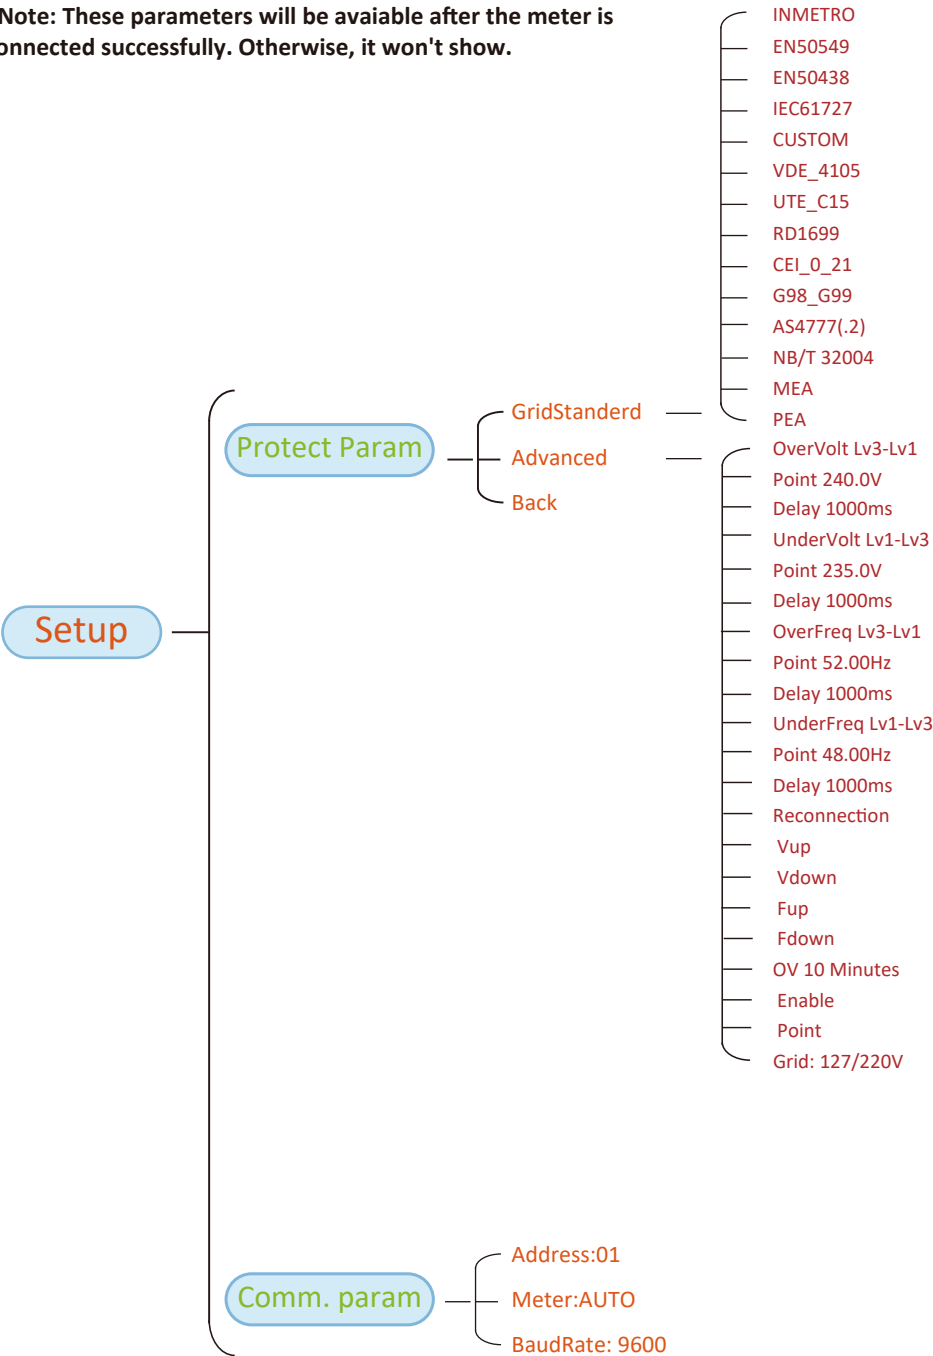 Note: These parameters will be avaiable after the meter is
onnected successfully. Otherwise, it won't show.
INMETRO
EN50549
EN50438
IEC61727
CUSTOM
VDE_4105
UTE_C15
RD1699
CEI_0_21
G98_G99
AS4777(.2)
NB/T 32004
MEA
PEA
GridStanderd
Protect Param
Advanced
Back
OverVolt Lv3-Lv1
Point 240.0V
Delay 1000ms
UnderVolt Lv1-Lv3
Point 235.0V
Delay 1000ms
OverFreq Lv3-Lv1
Point 52.00Hz
Delay 1000ms
UnderFreq Lv1-Lv3
Point 48.00Hz
Delay 1000ms
Reconnection
Vup
Vdown
Fup
Fdown
OV 10 Minutes
Enable
Point
Grid: 127/220V
Setup
Comm. param
Address:01
Meter:AUTO
BaudRate: 9600